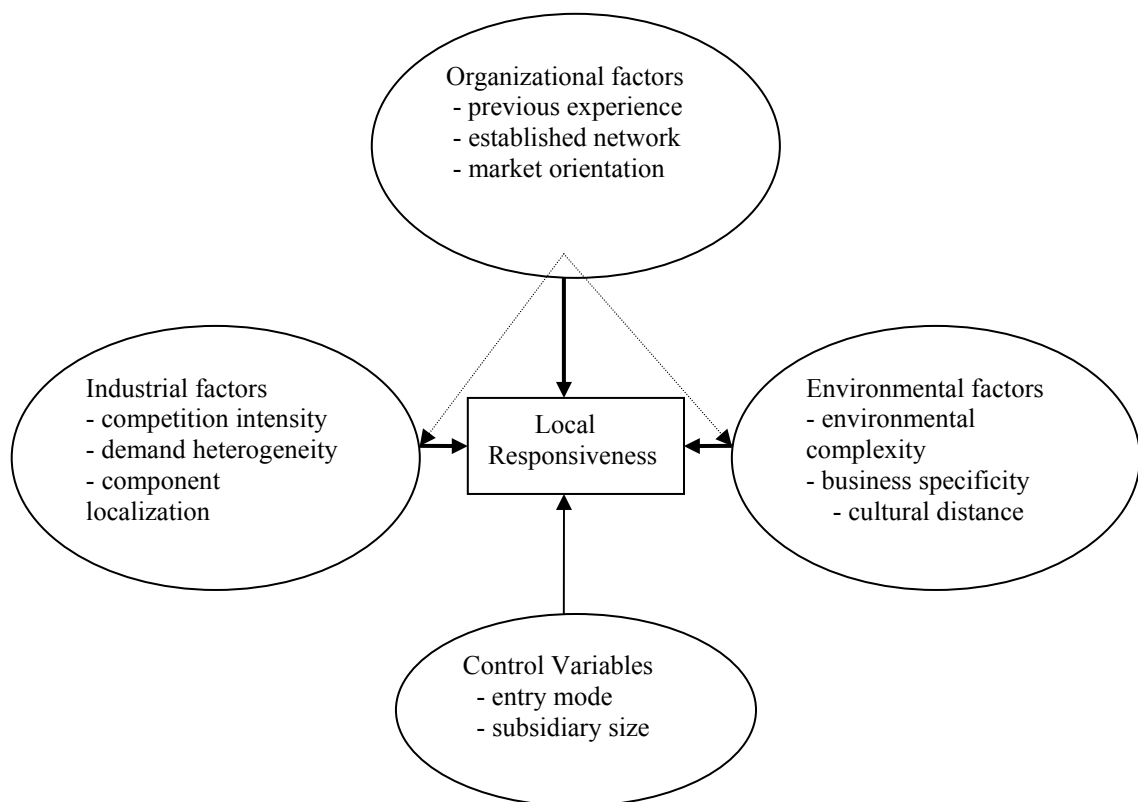 Organizational factors
- previous experience
- established network
- market orientation
Industrial factors
- competition intensity
- demand heterogeneity
- component
localization
Local
Responsiveness
Environmental factors
- environmental
complexity
- business specificity
- cultural distance
Control Variables
- entry mode
- subsidiary size